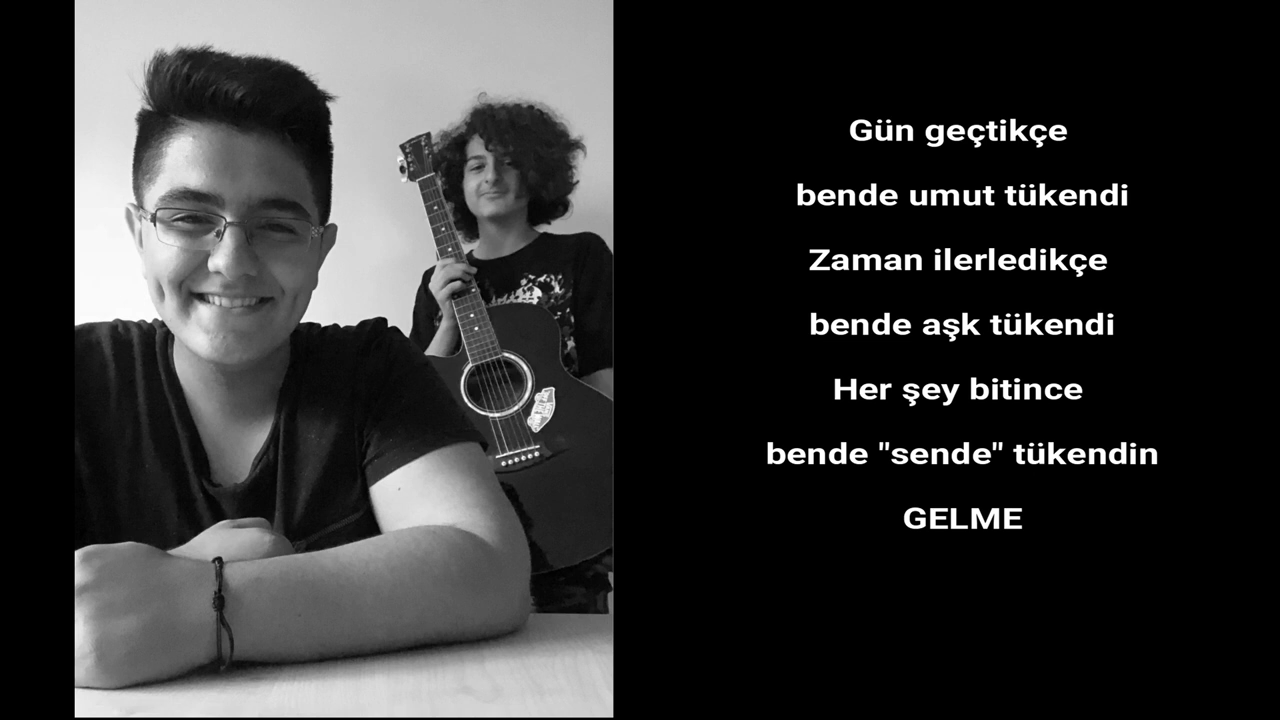 Gün geçtikçe
bende umut tükendi
Zaman ilerledikçe
bende aşk tükendi
Her şey bitince
bende "sende" tükendin
GELME